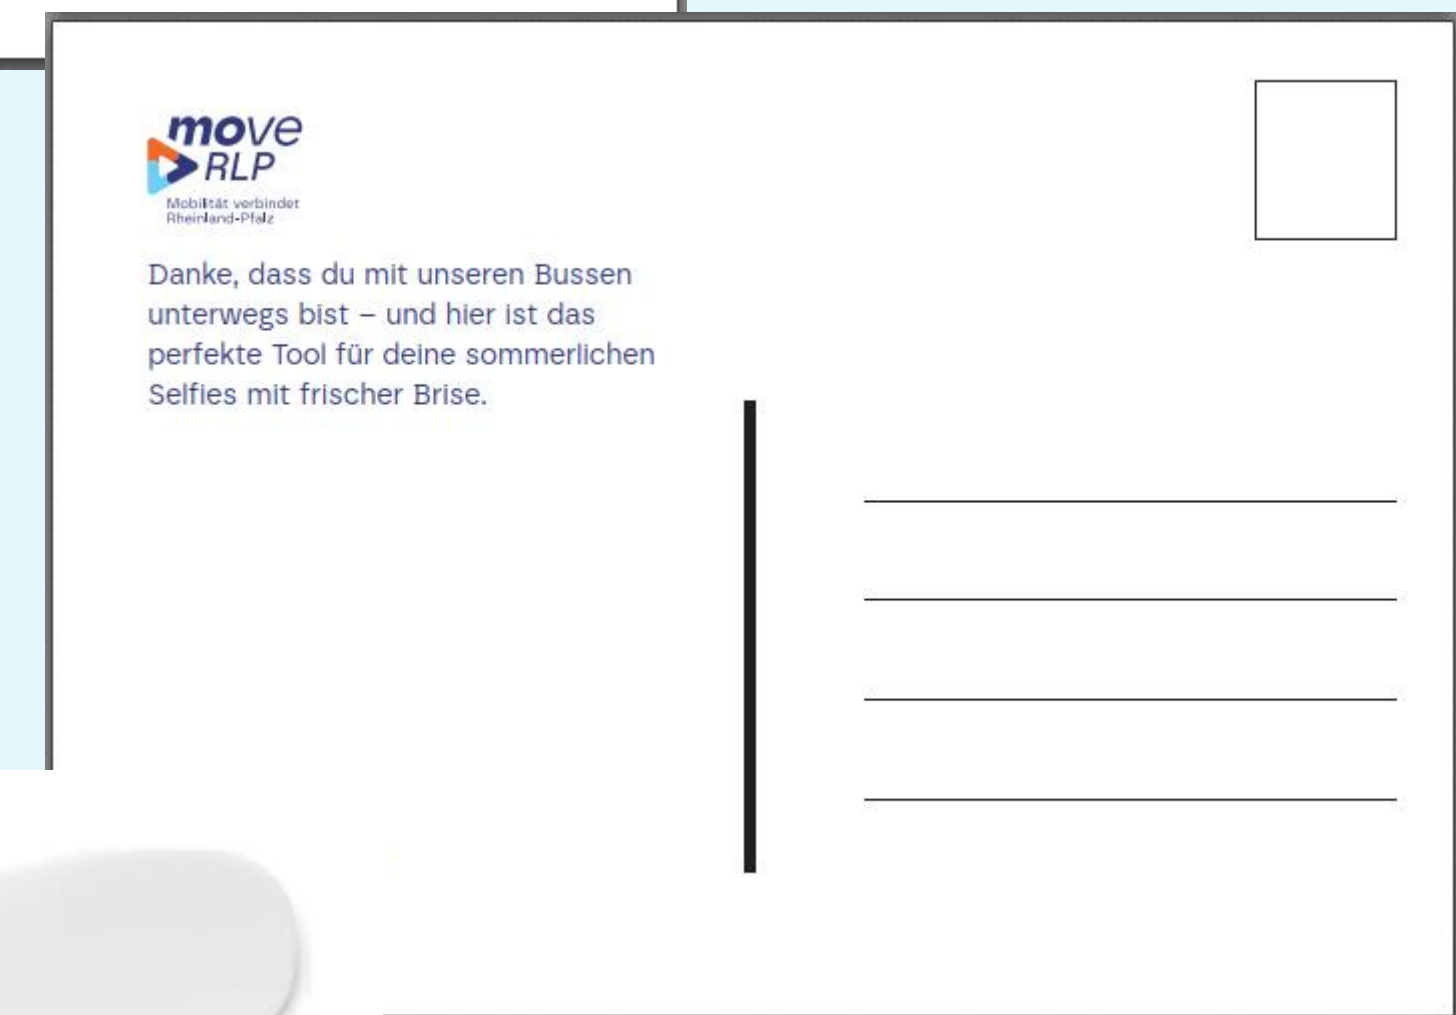 move
RLP
Mobilität verbindet
Rheinland-Pfalz
Danke, dass du mit unseren Bussen
unterwegs bist – und hier ist das
perfekte Tool für deine sommerlichen
Selfies mit frischer Brise.